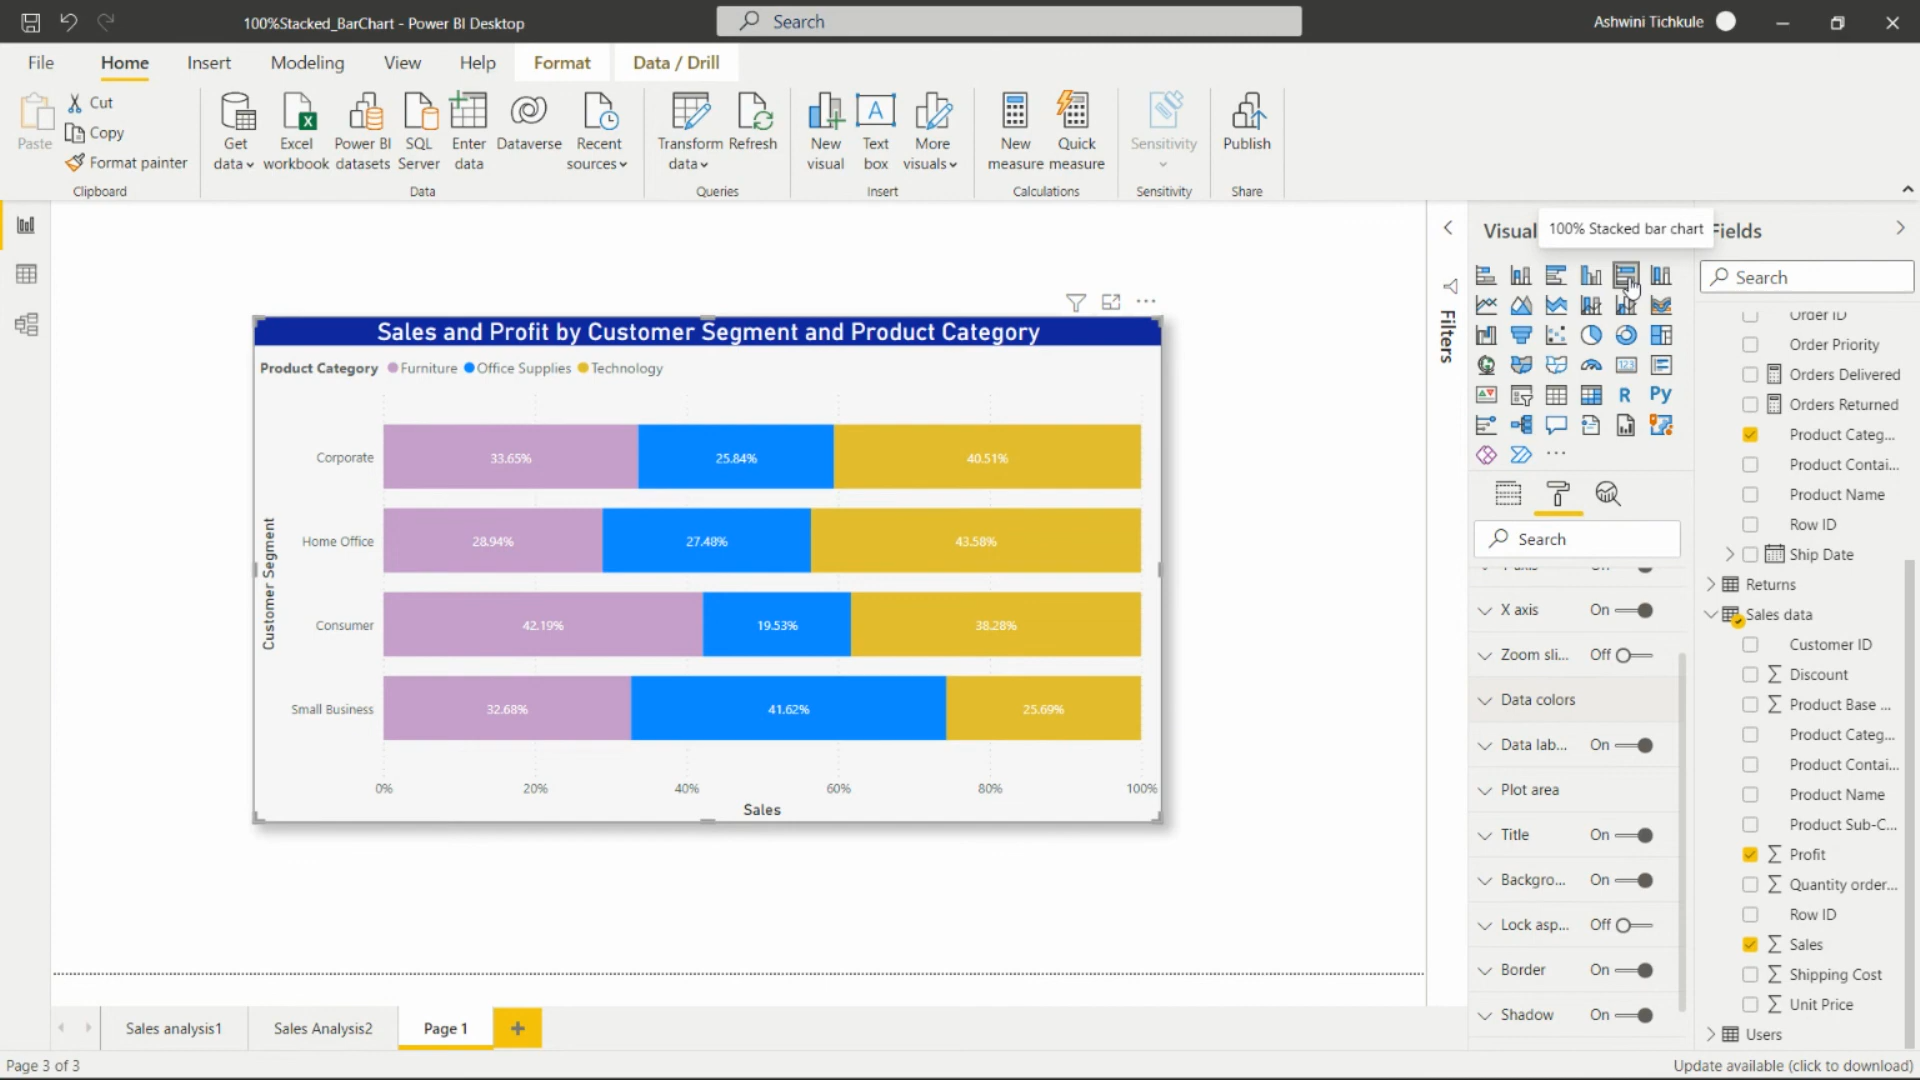 100%Stacked_BarChart - Power BI Desktop
Search
Ashwini Tichkule
File
Home
Insert
Modeling
View
Help
Format
Data / Drill
Paste
Cut
Copy
Format painter
Clipboard
Get data
Excel workbook
Power BI datasets
SQL Server
Enter data
Dataverse
Recent sources
Data
Transform data
Refresh
Queries
New visual
Text box
More visuals
Insert
New measure
Quick measure
Calculations
Sensitivity
Sensitivity
Publish
Share
Sales and Profit by Customer Segment and Product Category
Product Category Furniture Office Supplies Technology
Customer Segment
Corporate 33.65% 25.84% 40.51%
Home Office 28.94% 27.48% 43.58%
Consumer 42.19% 19.53% 38.28%
Small Business 32.68% 41.62% 25.69%
0% 20% 40% 60% 80% 100%
Sales
Filters
Visual
100% Stacked bar chart
123
R
Py
Search
X axis On
Zoom sli... Off
Data colors
Data lab... On
Plot area
Title On
Backgro... On
Lock asp... Off
Border On
Shadow On
Fields
Search
Order ID
Order Priority
Orders Delivered
Orders Returned
Product Categ...
Product Contai...
Product Name
Row ID
Ship Date
Returns
Sales data
Customer ID
Discount
Product Base ...
Product Categ...
Product Contai...
Product Name
Product Sub-C...
Profit
Quantity order...
Row ID
Sales
Shipping Cost
Unit Price
Users
Sales analysis1
Sales Analysis2
Page 1
Page 3 of 3
Update available (click to download)